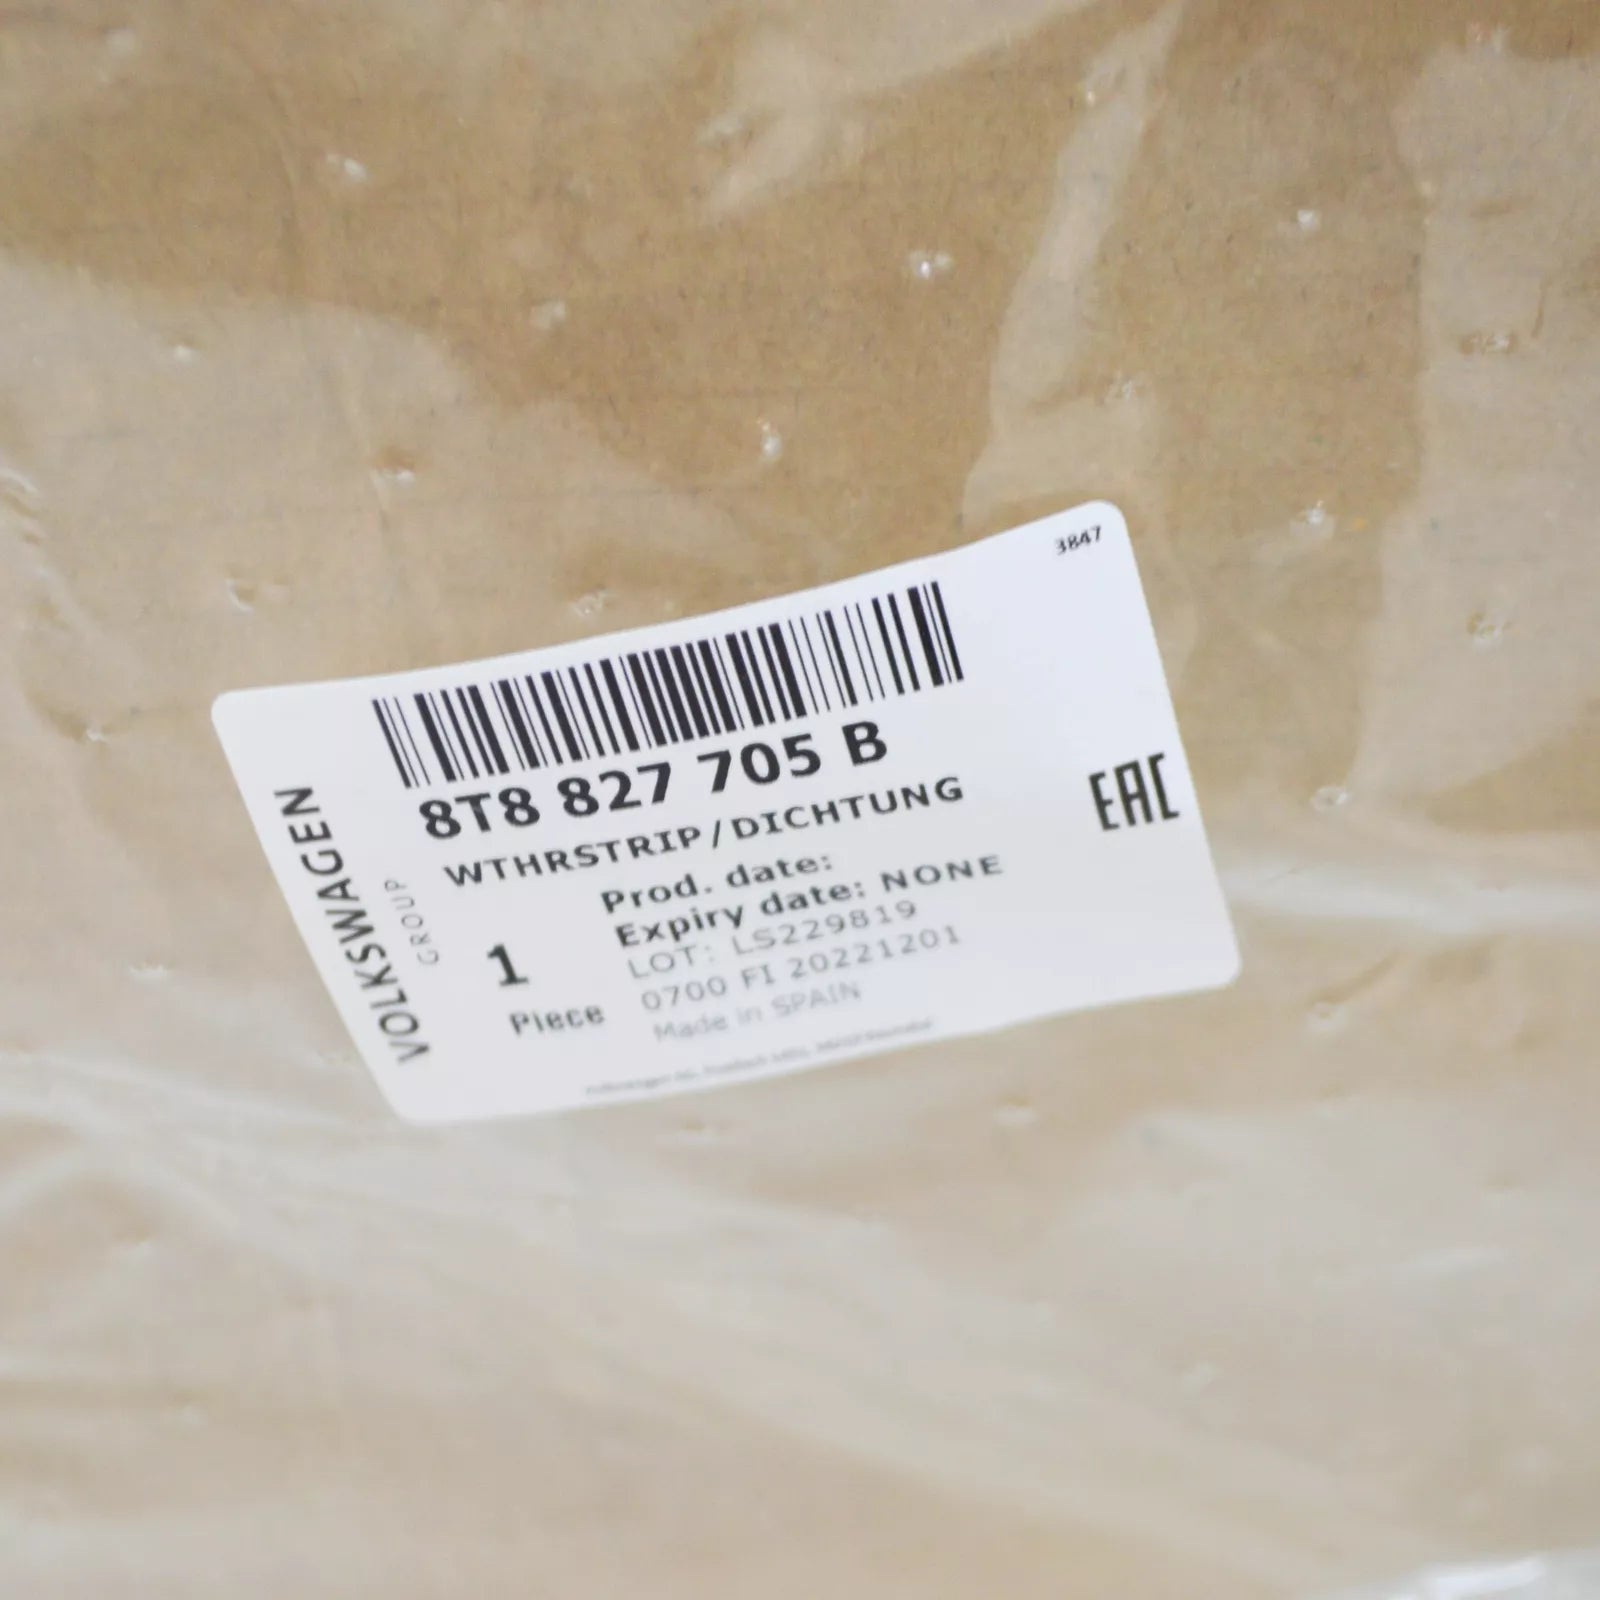 3847
8T8 827 705 B
WTHRSTRIP/DICHTUNG
EAC
Prod. date:
Expiry date: NONE
LOT: LS229819
0700 FI 20221201
Made in SPAIN
1
Piece
VOLKSWAGEN
GROUP